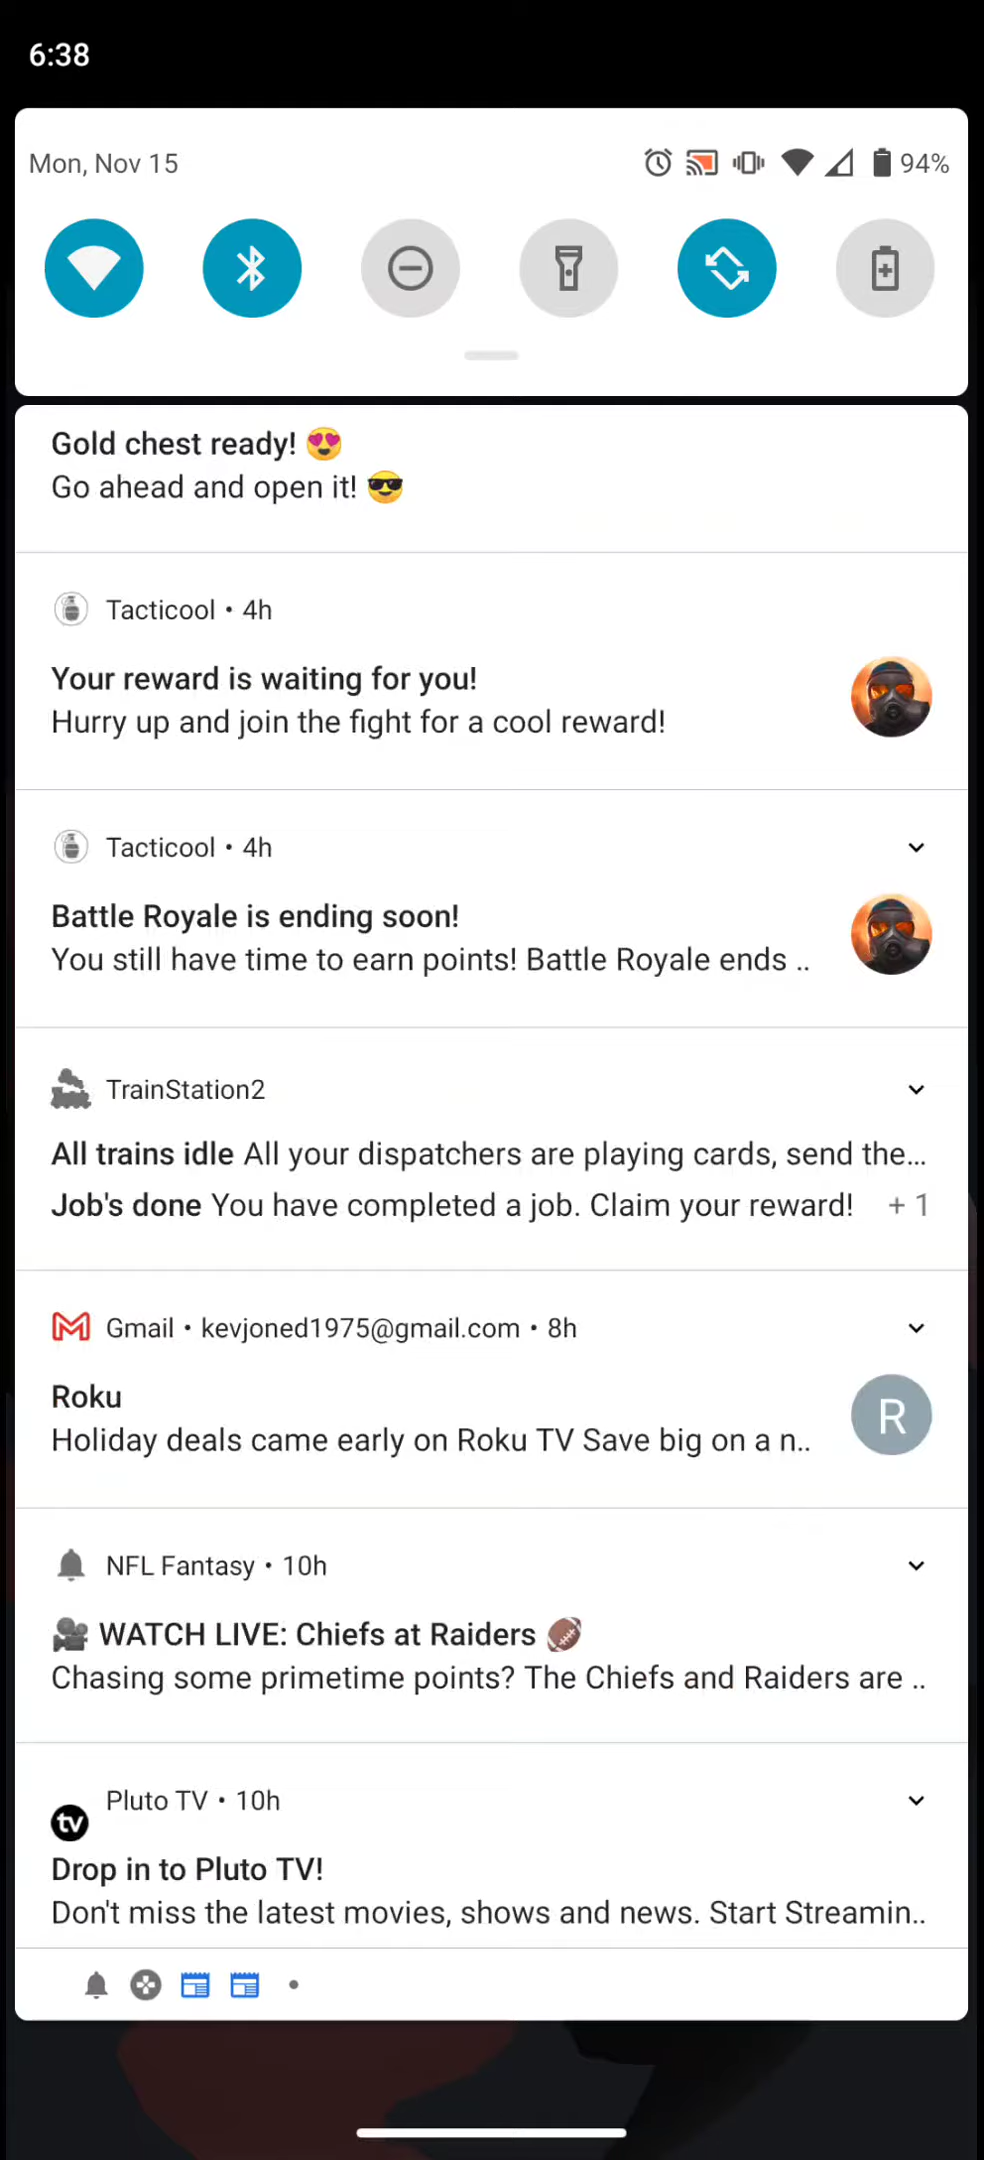 6:38
Mon, Nov 15
94%
Gold chest ready! 😍
Go ahead and open it! 😎
Tacticool • 4h
Your reward is waiting for you!
Hurry up and join the fight for a cool reward!
Tacticool • 4h
Battle Royale is ending soon!
You still have time to earn points! Battle Royale ends ..
TrainStation2
All trains idle All your dispatchers are playing cards, send the...
Job's done You have completed a job. Claim your reward! + 1
Gmail • kevjoned1975@gmail.com • 8h
Roku
R
Holiday deals came early on Roku TV Save big on a n..
NFL Fantasy • 10h
🎥 WATCH LIVE: Chiefs at Raiders 🏈
Chasing some primetime points? The Chiefs and Raiders are ..
Pluto TV • 10h
tv
Drop in to Pluto TV!
Don't miss the latest movies, shows and news. Start Streamin..